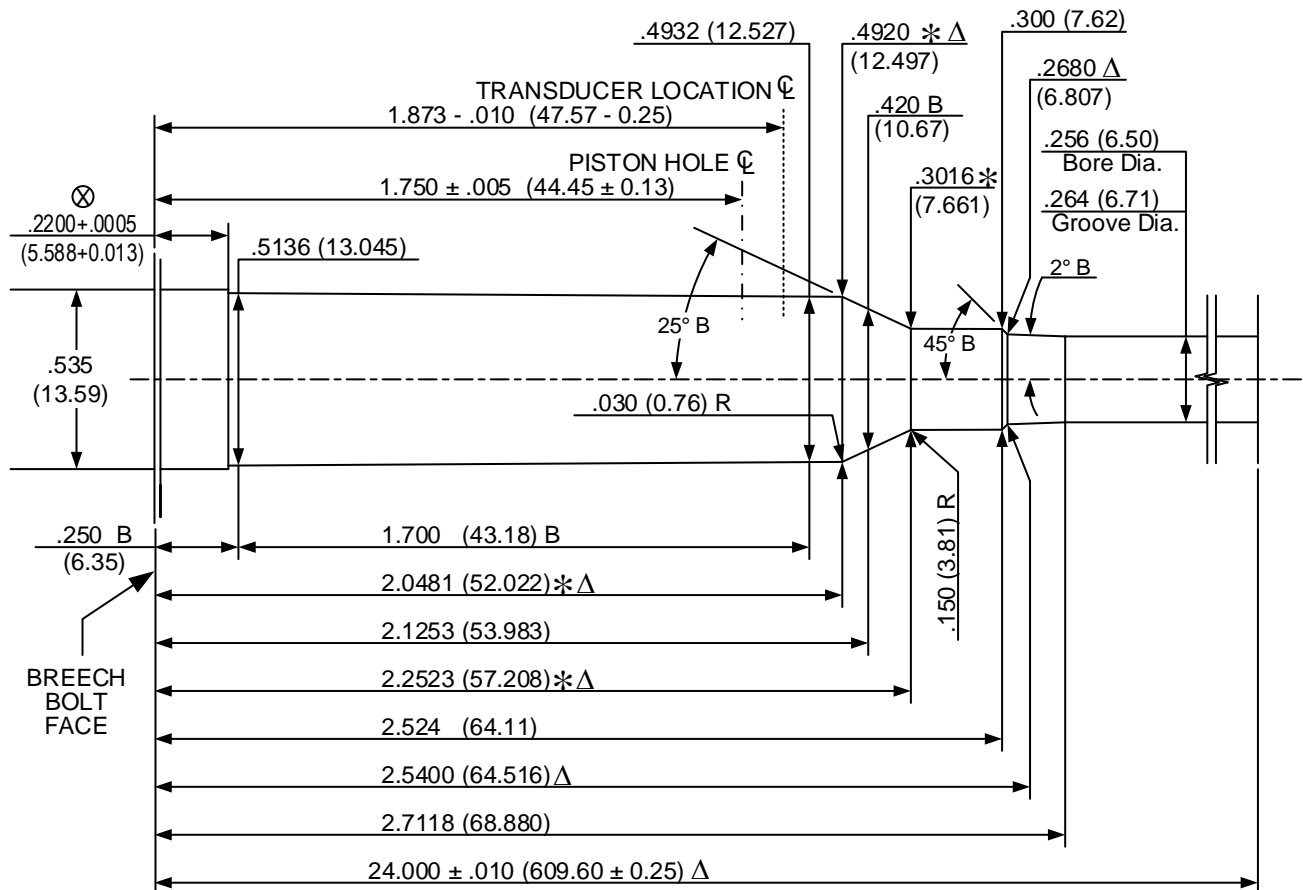 .4932 (12.527)
.4920 ✻ Δ
(12.497)
.300 (7.62)
.2680 Δ
(6.807)
TRANSDUCER LOCATION ℄
1.873 - .010 (47.57 - 0.25)
.420 B
(10.67)
.256 (6.50)
Bore Dia.
PISTON HOLE ℄
1.750 ± .005 (44.45 ± 0.13)
.3016 ✻
(7.661)
.264 (6.71)
Groove Dia.
⊗
.2200+.0005
(5.588+0.013)
.5136 (13.045)
2° B
25° B
45° B
.535
(13.59)
.030 (0.76) R
.150 (3.81) R
.250 B
(6.35)
1.700 (43.18) B
2.0481 (52.022) ✻ Δ
2.1253 (53.983)
BREECH
BOLT
FACE
2.2523 (57.208) ✻ Δ
2.524 (64.11)
2.5400 (64.516) Δ
2.7118 (68.880)
24.000 ± .010 (609.60 ± 0.25) Δ